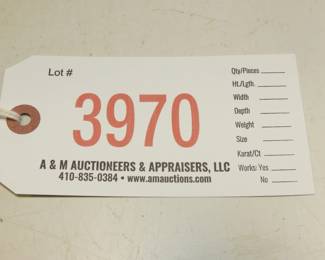 Lot #
3970
A & M AUCTIONEERS & APPRAISERS, LLC
410-835-0384 • www.amauctions.com
Qty/Pieces
Ht./Lgth.
Width
Depth
Weight
Size
Karat/Ct
Works: Yes
No